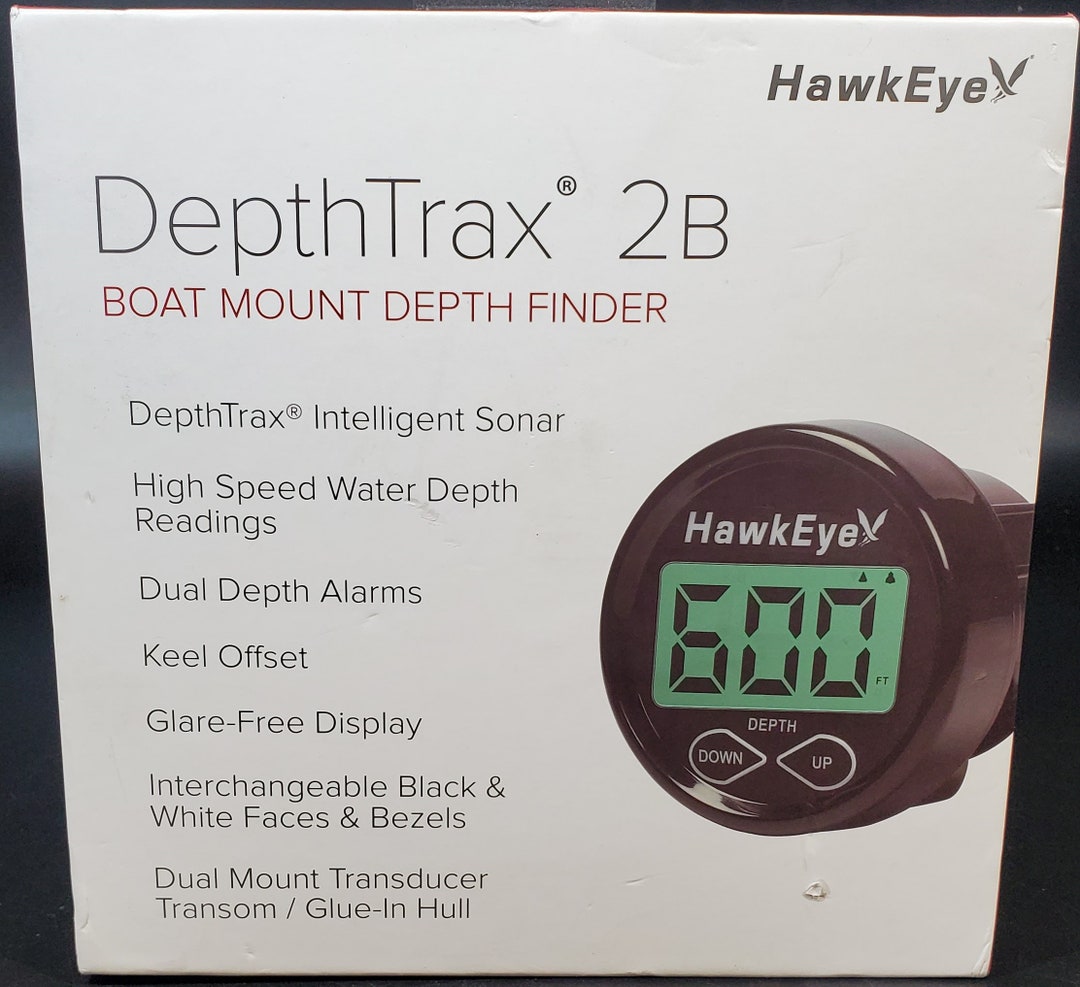 HawkEye
DepthTrax® 2B
BOAT MOUNT DEPTH FINDER
DepthTrax® Intelligent Sonar
High Speed Water Depth
Readings
Dual Depth Alarms
Keel Offset
Glare-Free Display
Interchangeable Black &
White Faces & Bezels
Dual Mount Transducer
Transom / Glue-In Hull
HawkEye
600 FT
DEPTH
DOWN UP